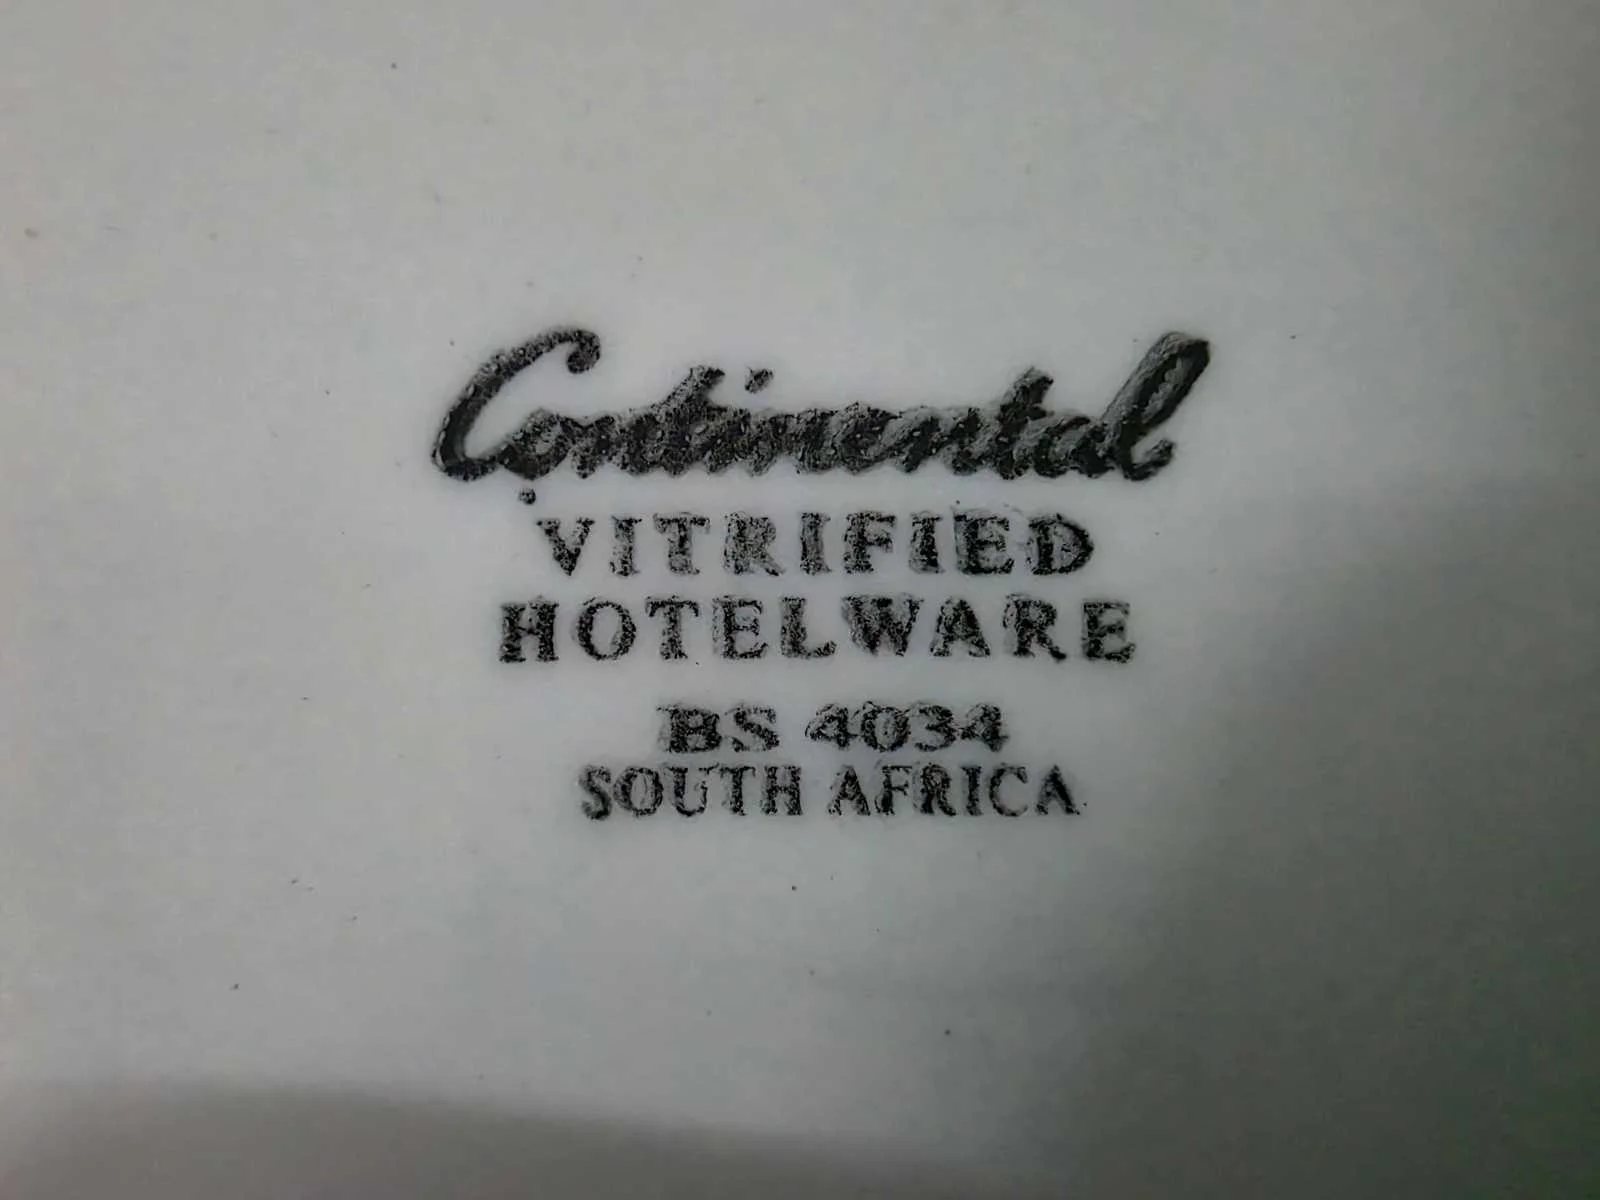 Continental
VITRIFIED
HOTELWARE
BS 4034
SOUTH AFRICA